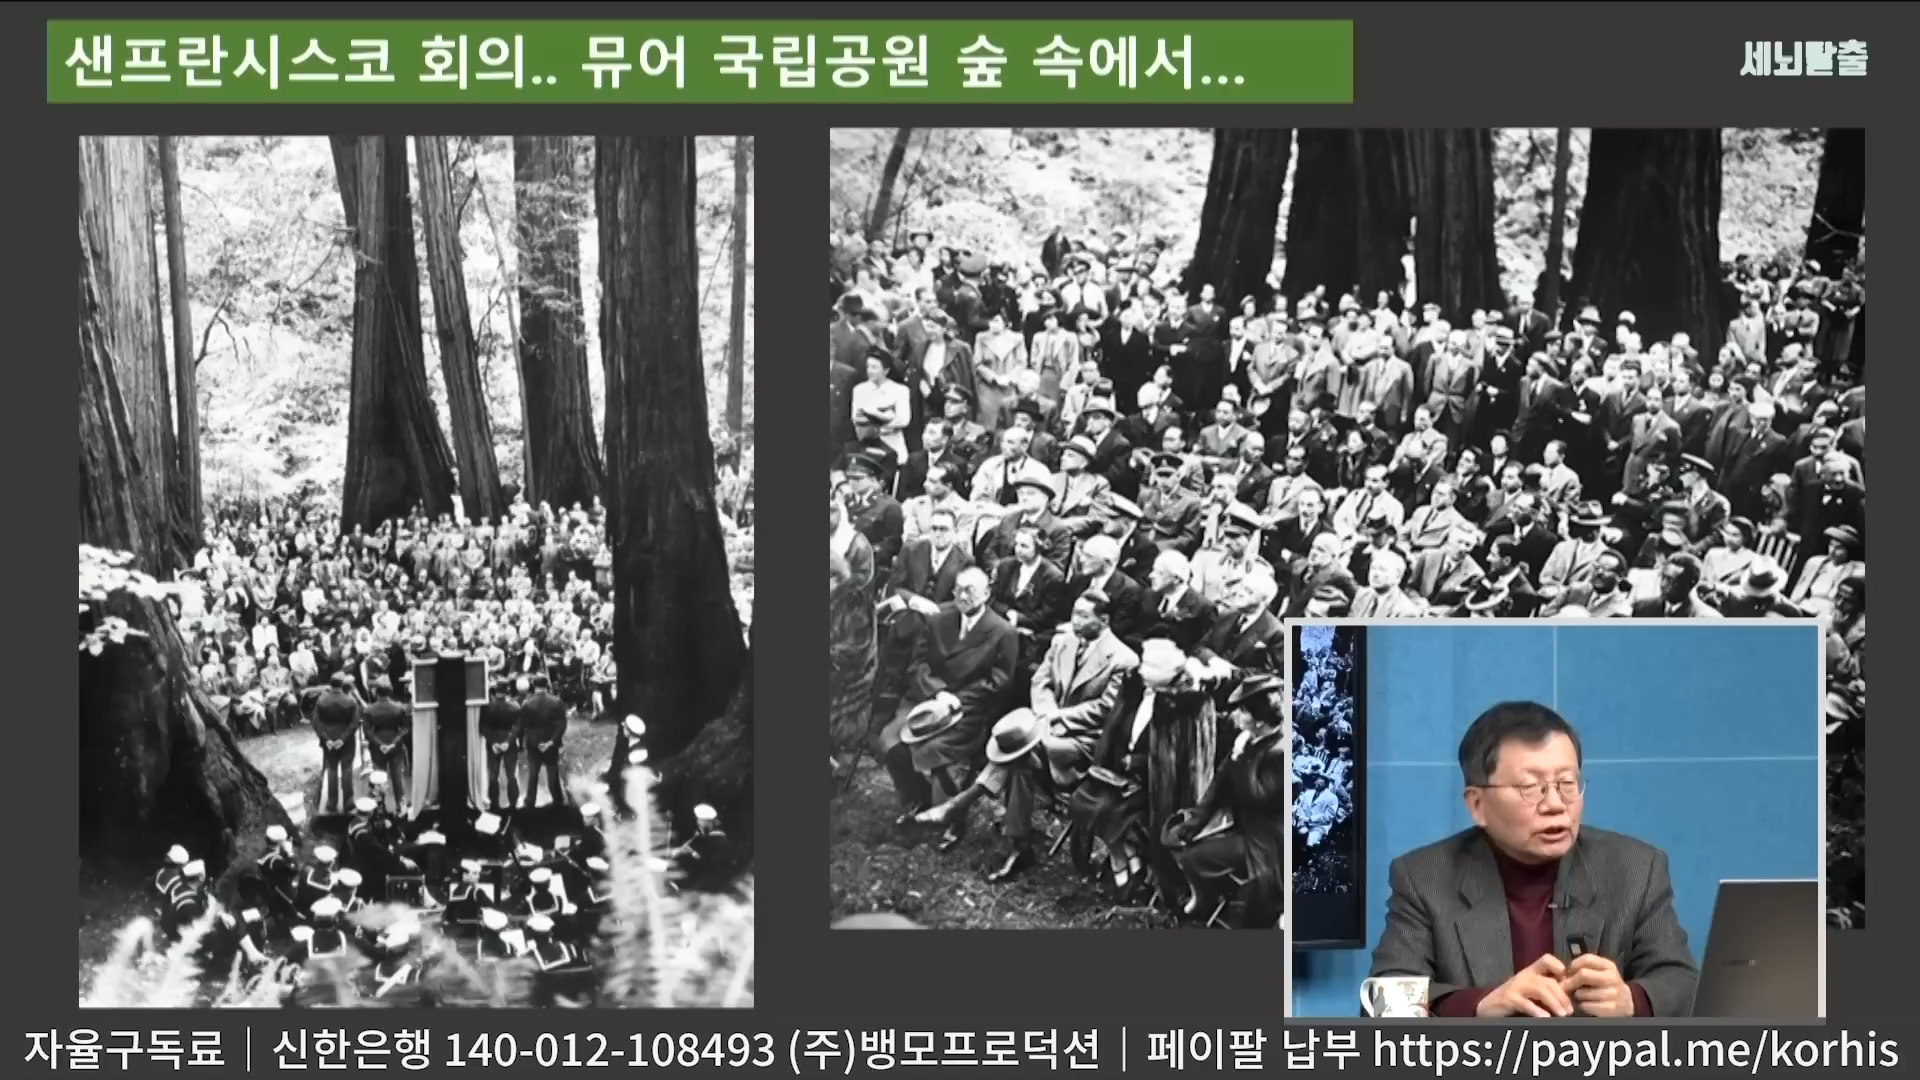 샌프란시스코 회의.. 뮤어 국립공원 숲 속에서...
세뇌탈출
자율구독료 | 신한은행 140-012-108493 (주)뱅모프로덕션 | 페이팔 납부 https://paypal.me/korhis